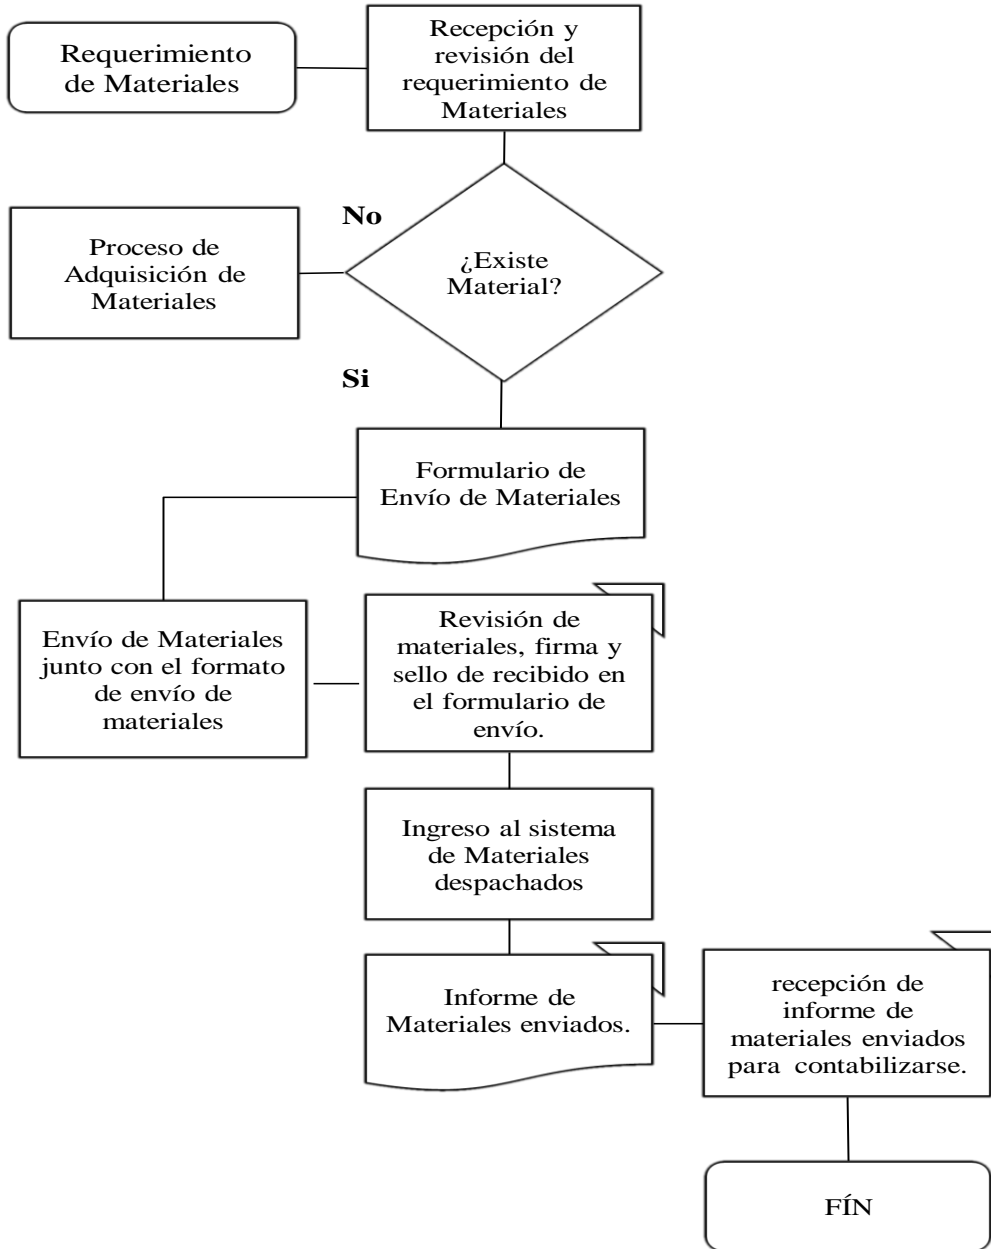 Requerimiento
de Materiales
Recepción y
revisión del
requerimiento de
Materiales
No
Proceso de
Adquisición de
Materiales
¿Existe
Material?
Si
Formulario de
Envío de Materiales
Envío de Materiales
junto con el formato
de envío de
materiales
Revisión de
materiales, firma y
sello de recibido en
el formulario de
envío.
Ingreso al sistema
de Materiales
despachados
Informe de
Materiales enviados.
recepción de
informe de
materiales enviados
para contabilizarse.
FÍN